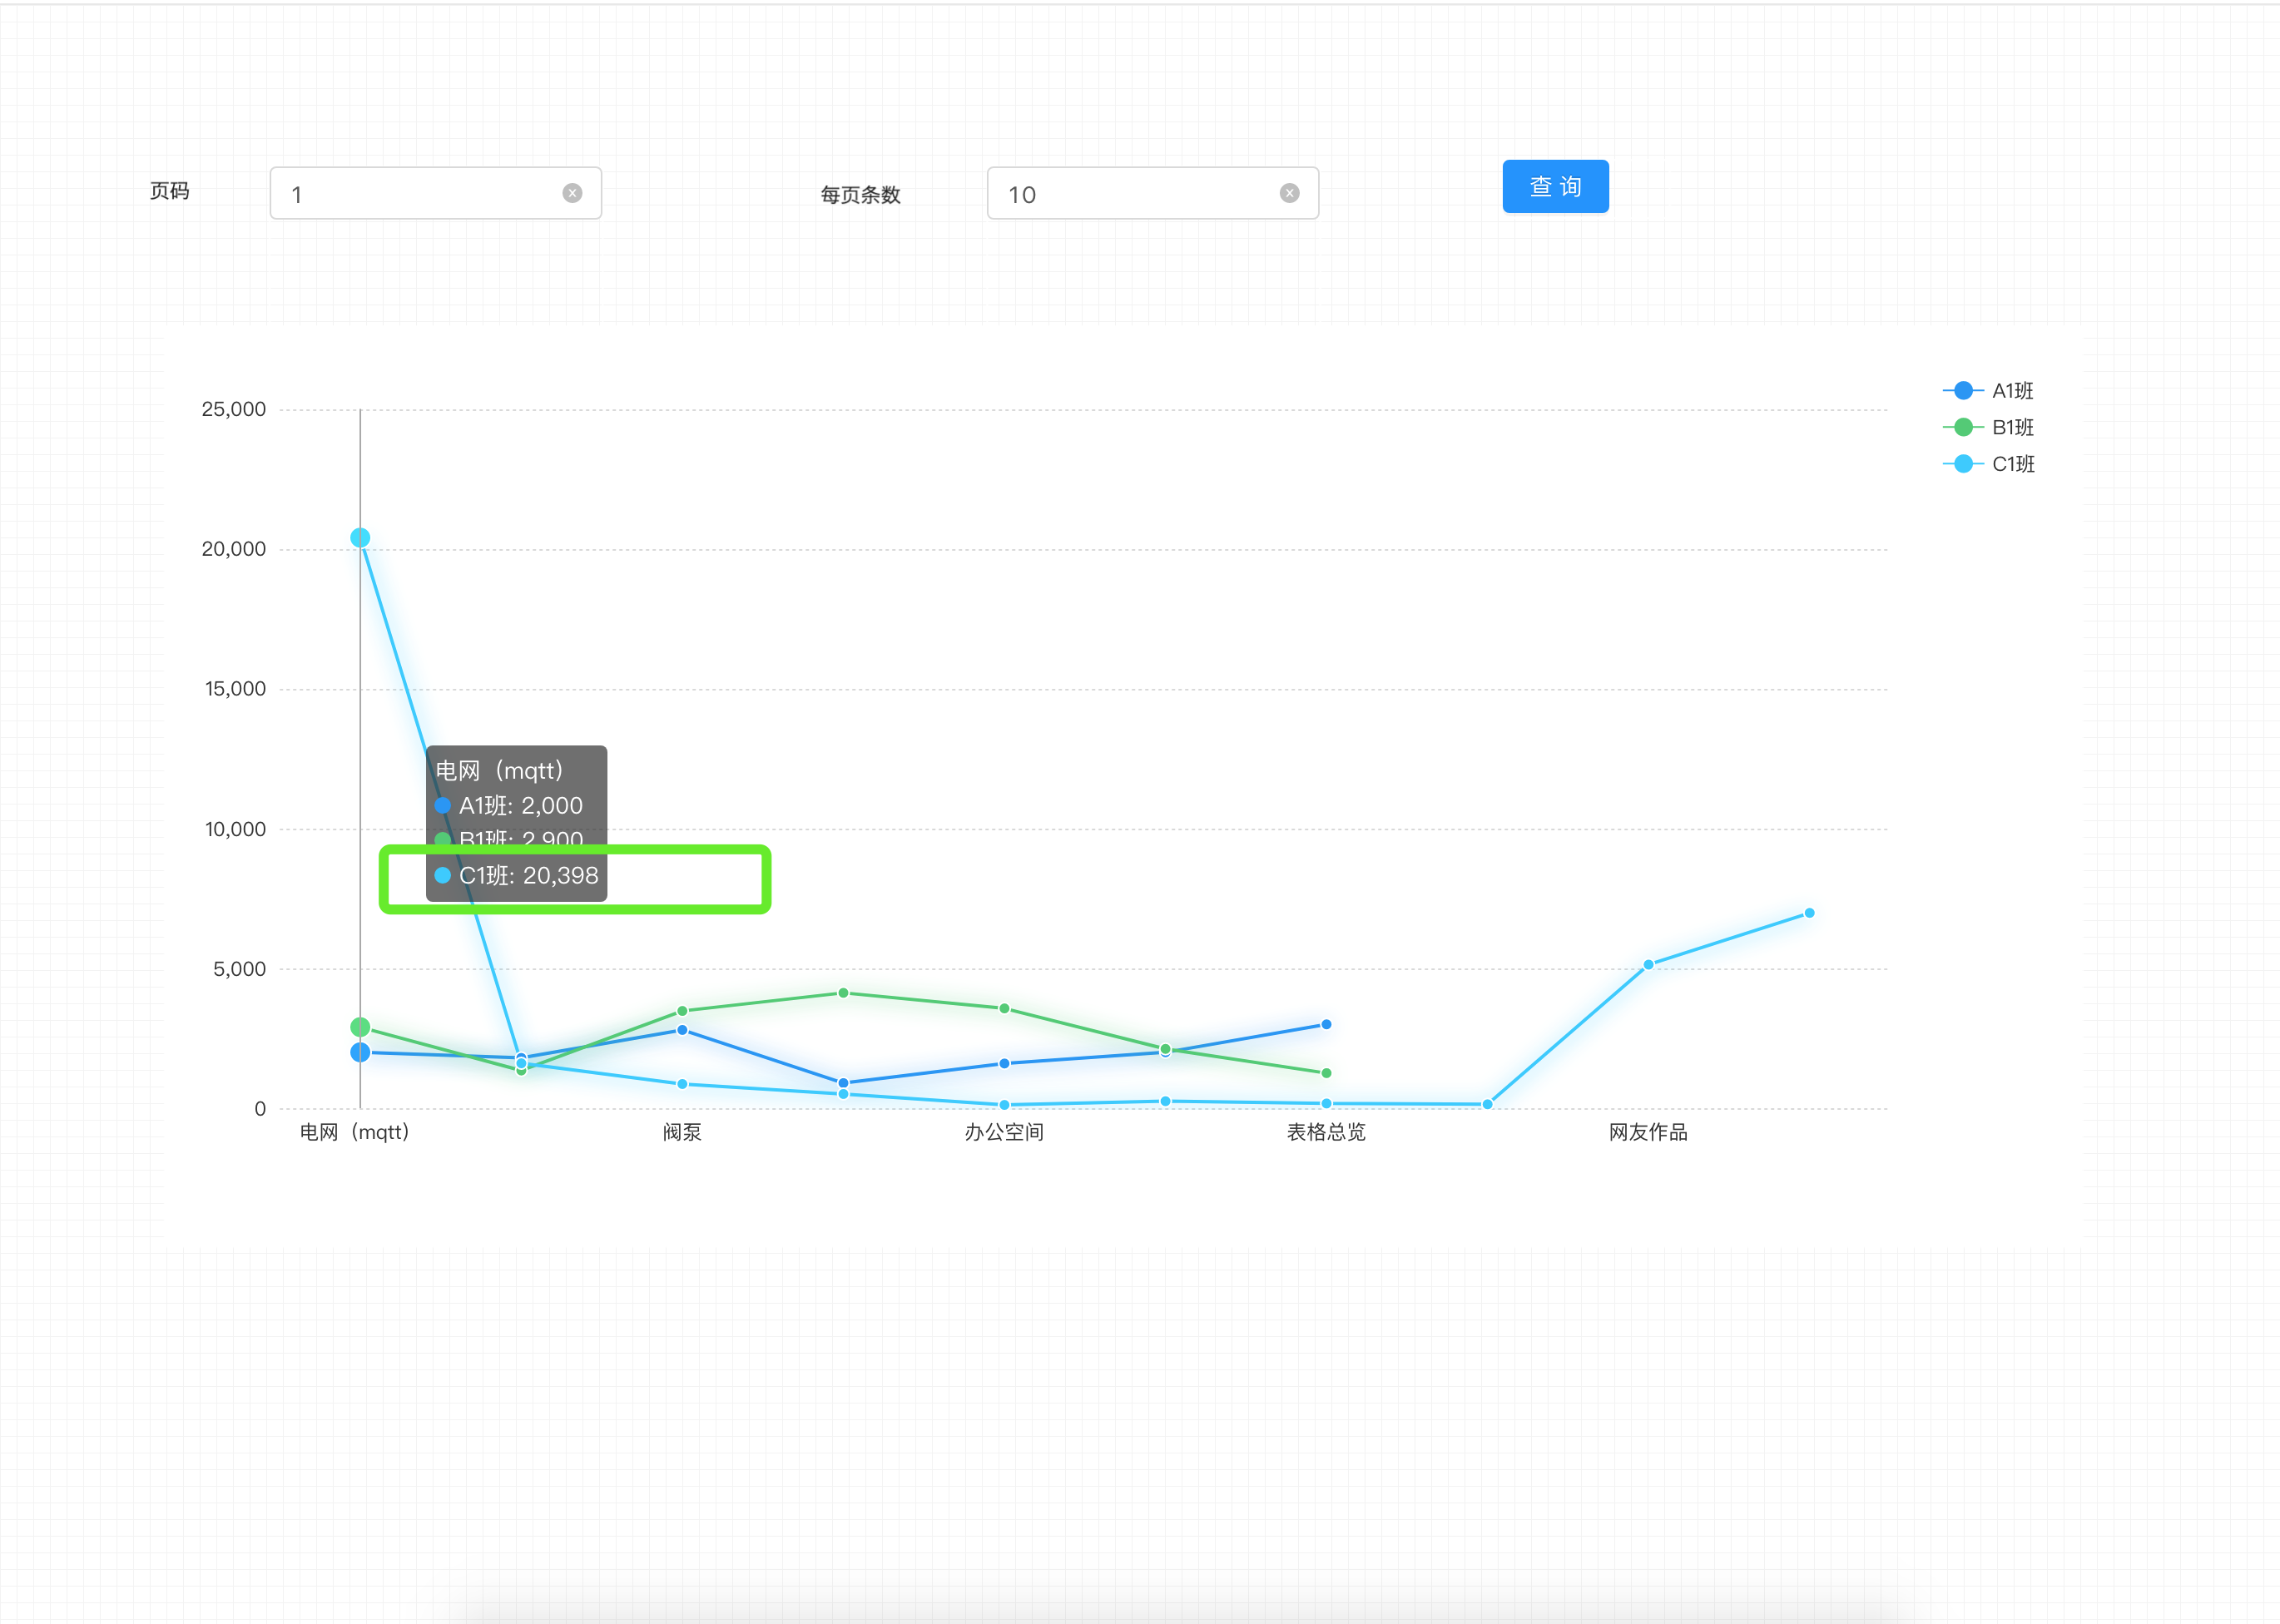 页码
1
每页条数
10
查 询
A1班
B1班
C1班
25,000
20,000
15,000
10,000
5,000
0
电网（mqtt）
A1班: 2,000
B1班: 2,900
C1班: 20,398
电网（mqtt）
阀泵
办公空间
表格总览
网友作品